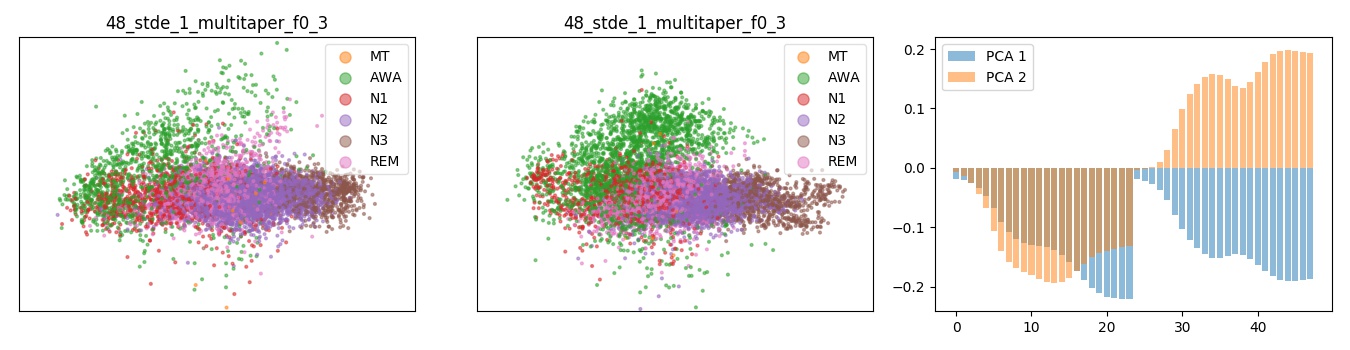 48_stde_1_multitaper_f0_3
MT
AWA
N1
N2
N3
REM
48_stde_1_multitaper_f0_3
MT
AWA
N1
N2
N3
REM
PCA 1
PCA 2
0.2
0.1
0.0
−0.1
−0.2
0
10
20
30
40